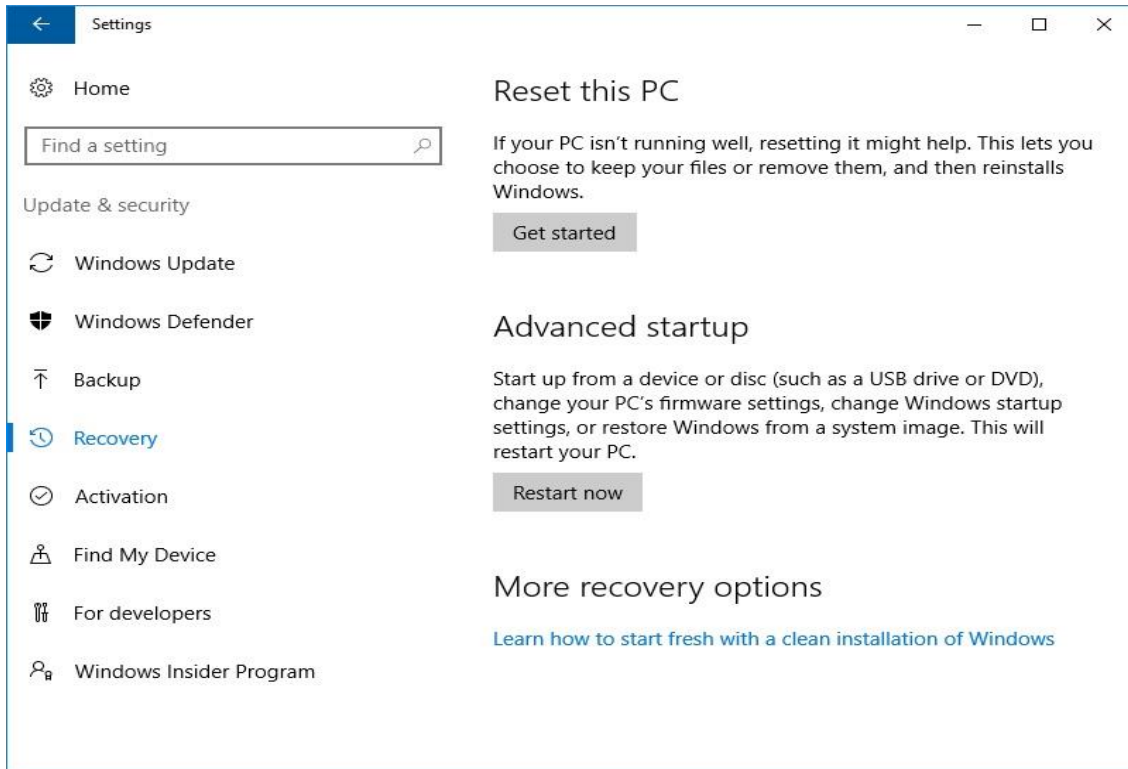 Settings
Home
Find a setting
Update & security
Windows Update
Windows Defender
Backup
Recovery
Activation
Find My Device
For developers
Windows Insider Program
Reset this PC
If your PC isn’t running well, resetting it might help. This lets you
choose to keep your files or remove them, and then reinstalls
Windows.
Get started
Advanced startup
Start up from a device or disc (such as a USB drive or DVD),
change your PC’s firmware settings, change Windows startup
settings, or restore Windows from a system image. This will
restart your PC.
Restart now
More recovery options
Learn how to start fresh with a clean installation of Windows